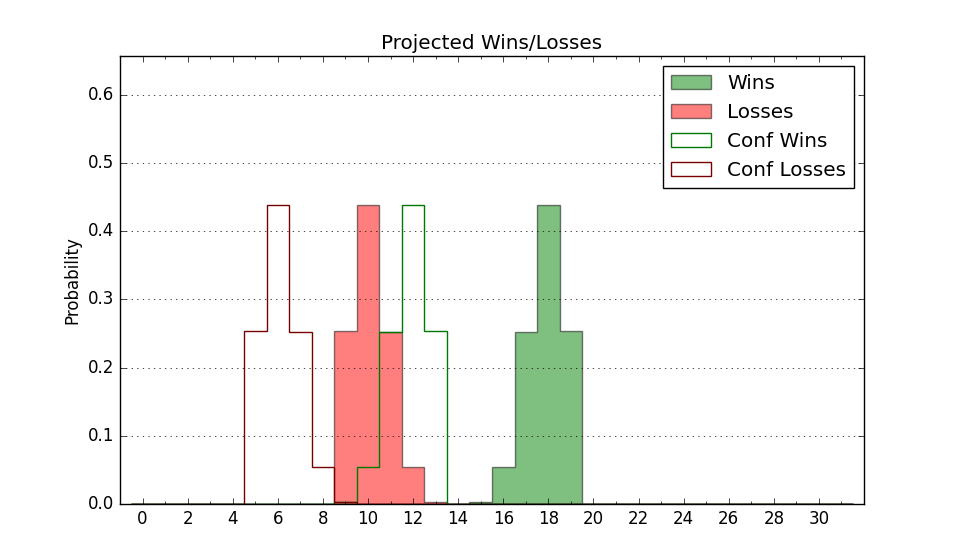 Projected Wins/Losses
Wins
Losses
Conf Wins
Conf Losses
Probability
0.6
0.5
0.4
0.3
0.2
0.1
0.0
0 2 4 6 8 10 12 14 16 18 20 22 24 26 28 30